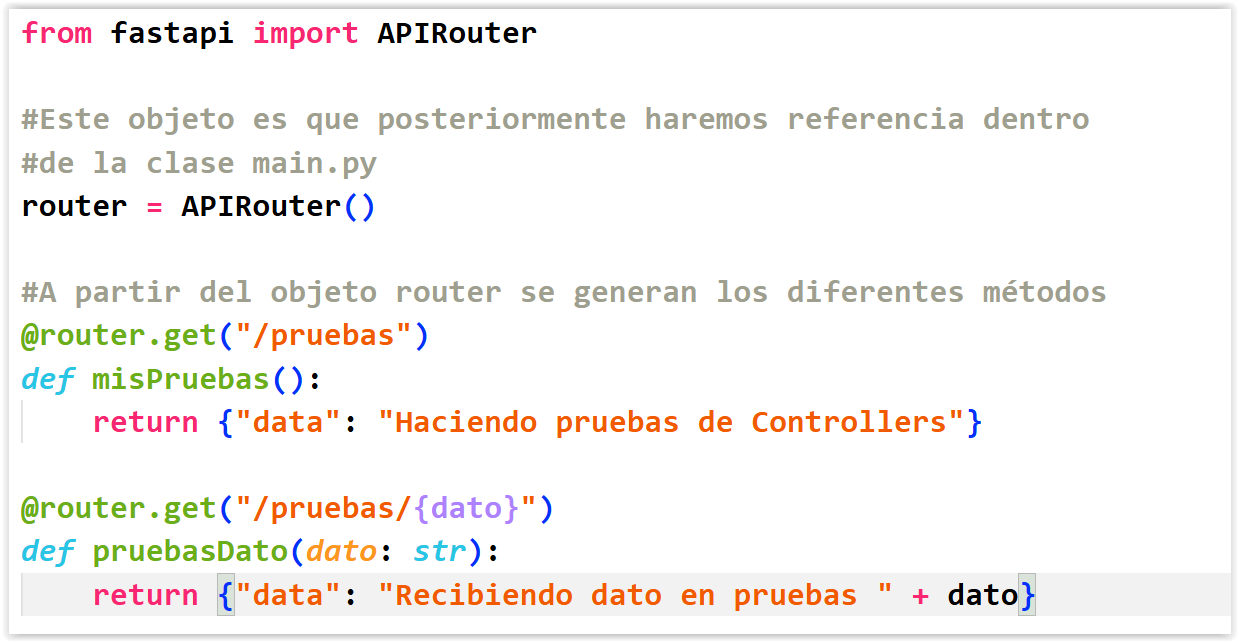 from fastapi import APIRouter
#Este objeto es que posteriormente haremos referencia dentro
#de la clase main.py
router = APIRouter()
#A partir del objeto router se generan los diferentes métodos
@router.get("/pruebas")
def misPruebas():
    return {"data": "Haciendo pruebas de Controllers"}
@router.get("/pruebas/{dato}")
def pruebasDato(dato: str):
    return {"data": "Recibiendo dato en pruebas " + dato}